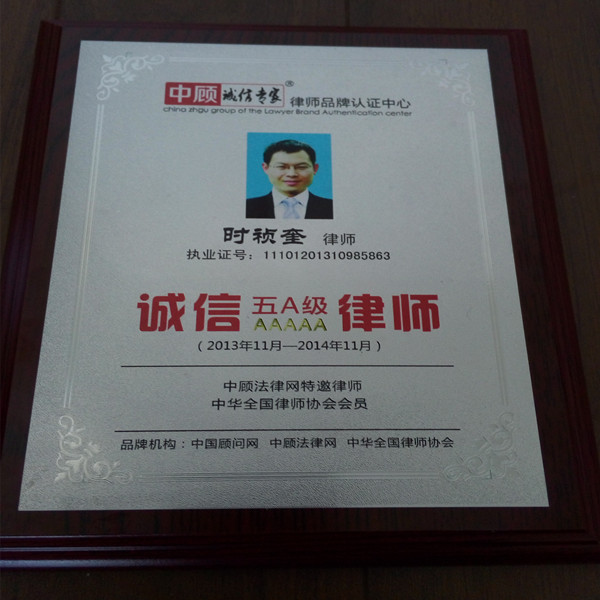 中顾诚信专家® 律师品牌认证中心
china zhgu group of the Lawyer Brand Authentication center
时祯奎 律师
执业证号：11101201310985863
诚信 五A级 律师
AAAAA
（2013年11月—2014年11月）
中顾法律网特邀律师
中华全国律师协会会员
品牌机构：中国顾问网 中顾法律网 中华全国律师协会